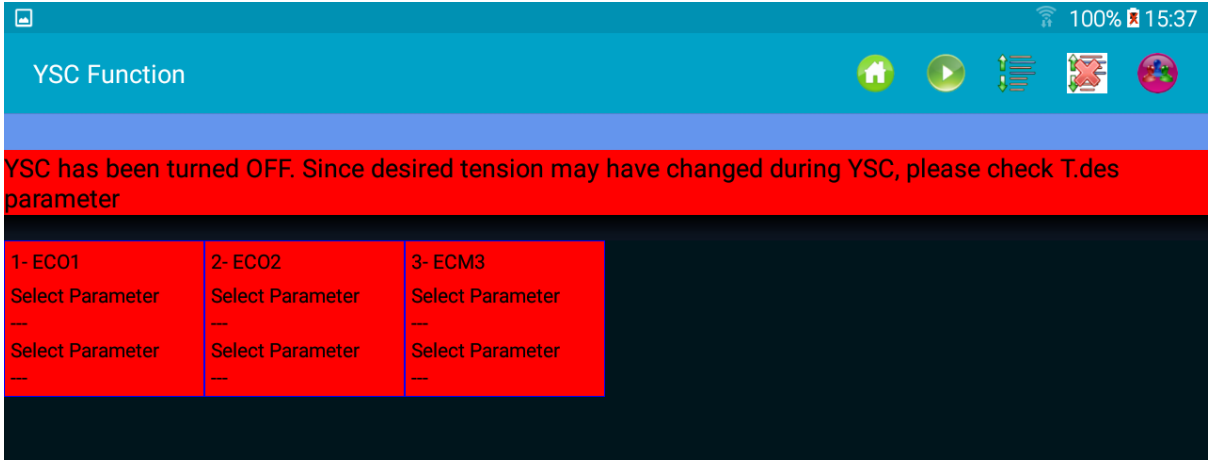 100% 15:37
YSC Function
YSC has been turned OFF. Since desired tension may have changed during YSC, please check T.des
parameter
1- ECO1 2- ECO2 3- ECM3
Select Parameter Select Parameter Select Parameter
--- --- ---
Select Parameter Select Parameter Select Parameter
--- --- ---